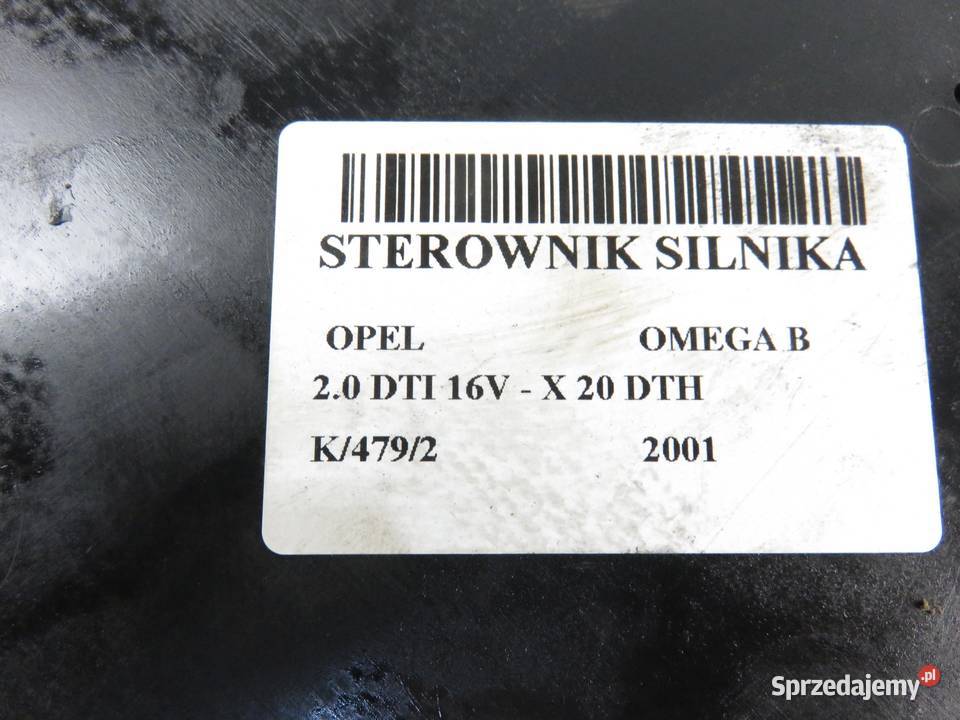 STEROWNIK SILNIKA
OPEL OMEGA B
2.0 DTI 16V - X 20 DTH
K/479/2 2001
Sprzedajemy.pl